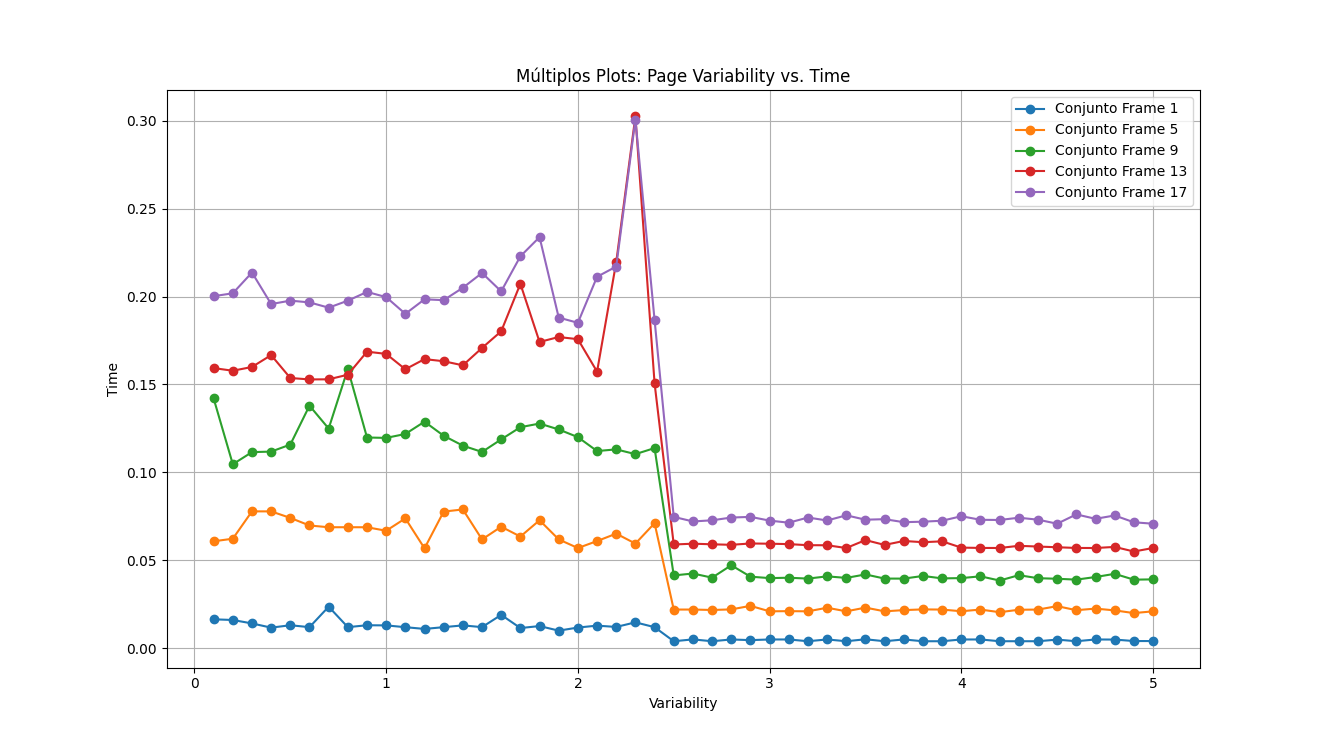 Múltiplos Plots: Page Variability vs. Time
Conjunto Frame 1
Conjunto Frame 5
Conjunto Frame 9
Conjunto Frame 13
Conjunto Frame 17
Time
0.30
0.25
0.20
0.15
0.10
0.05
0.00
0 1 2 3 4 5
Variability